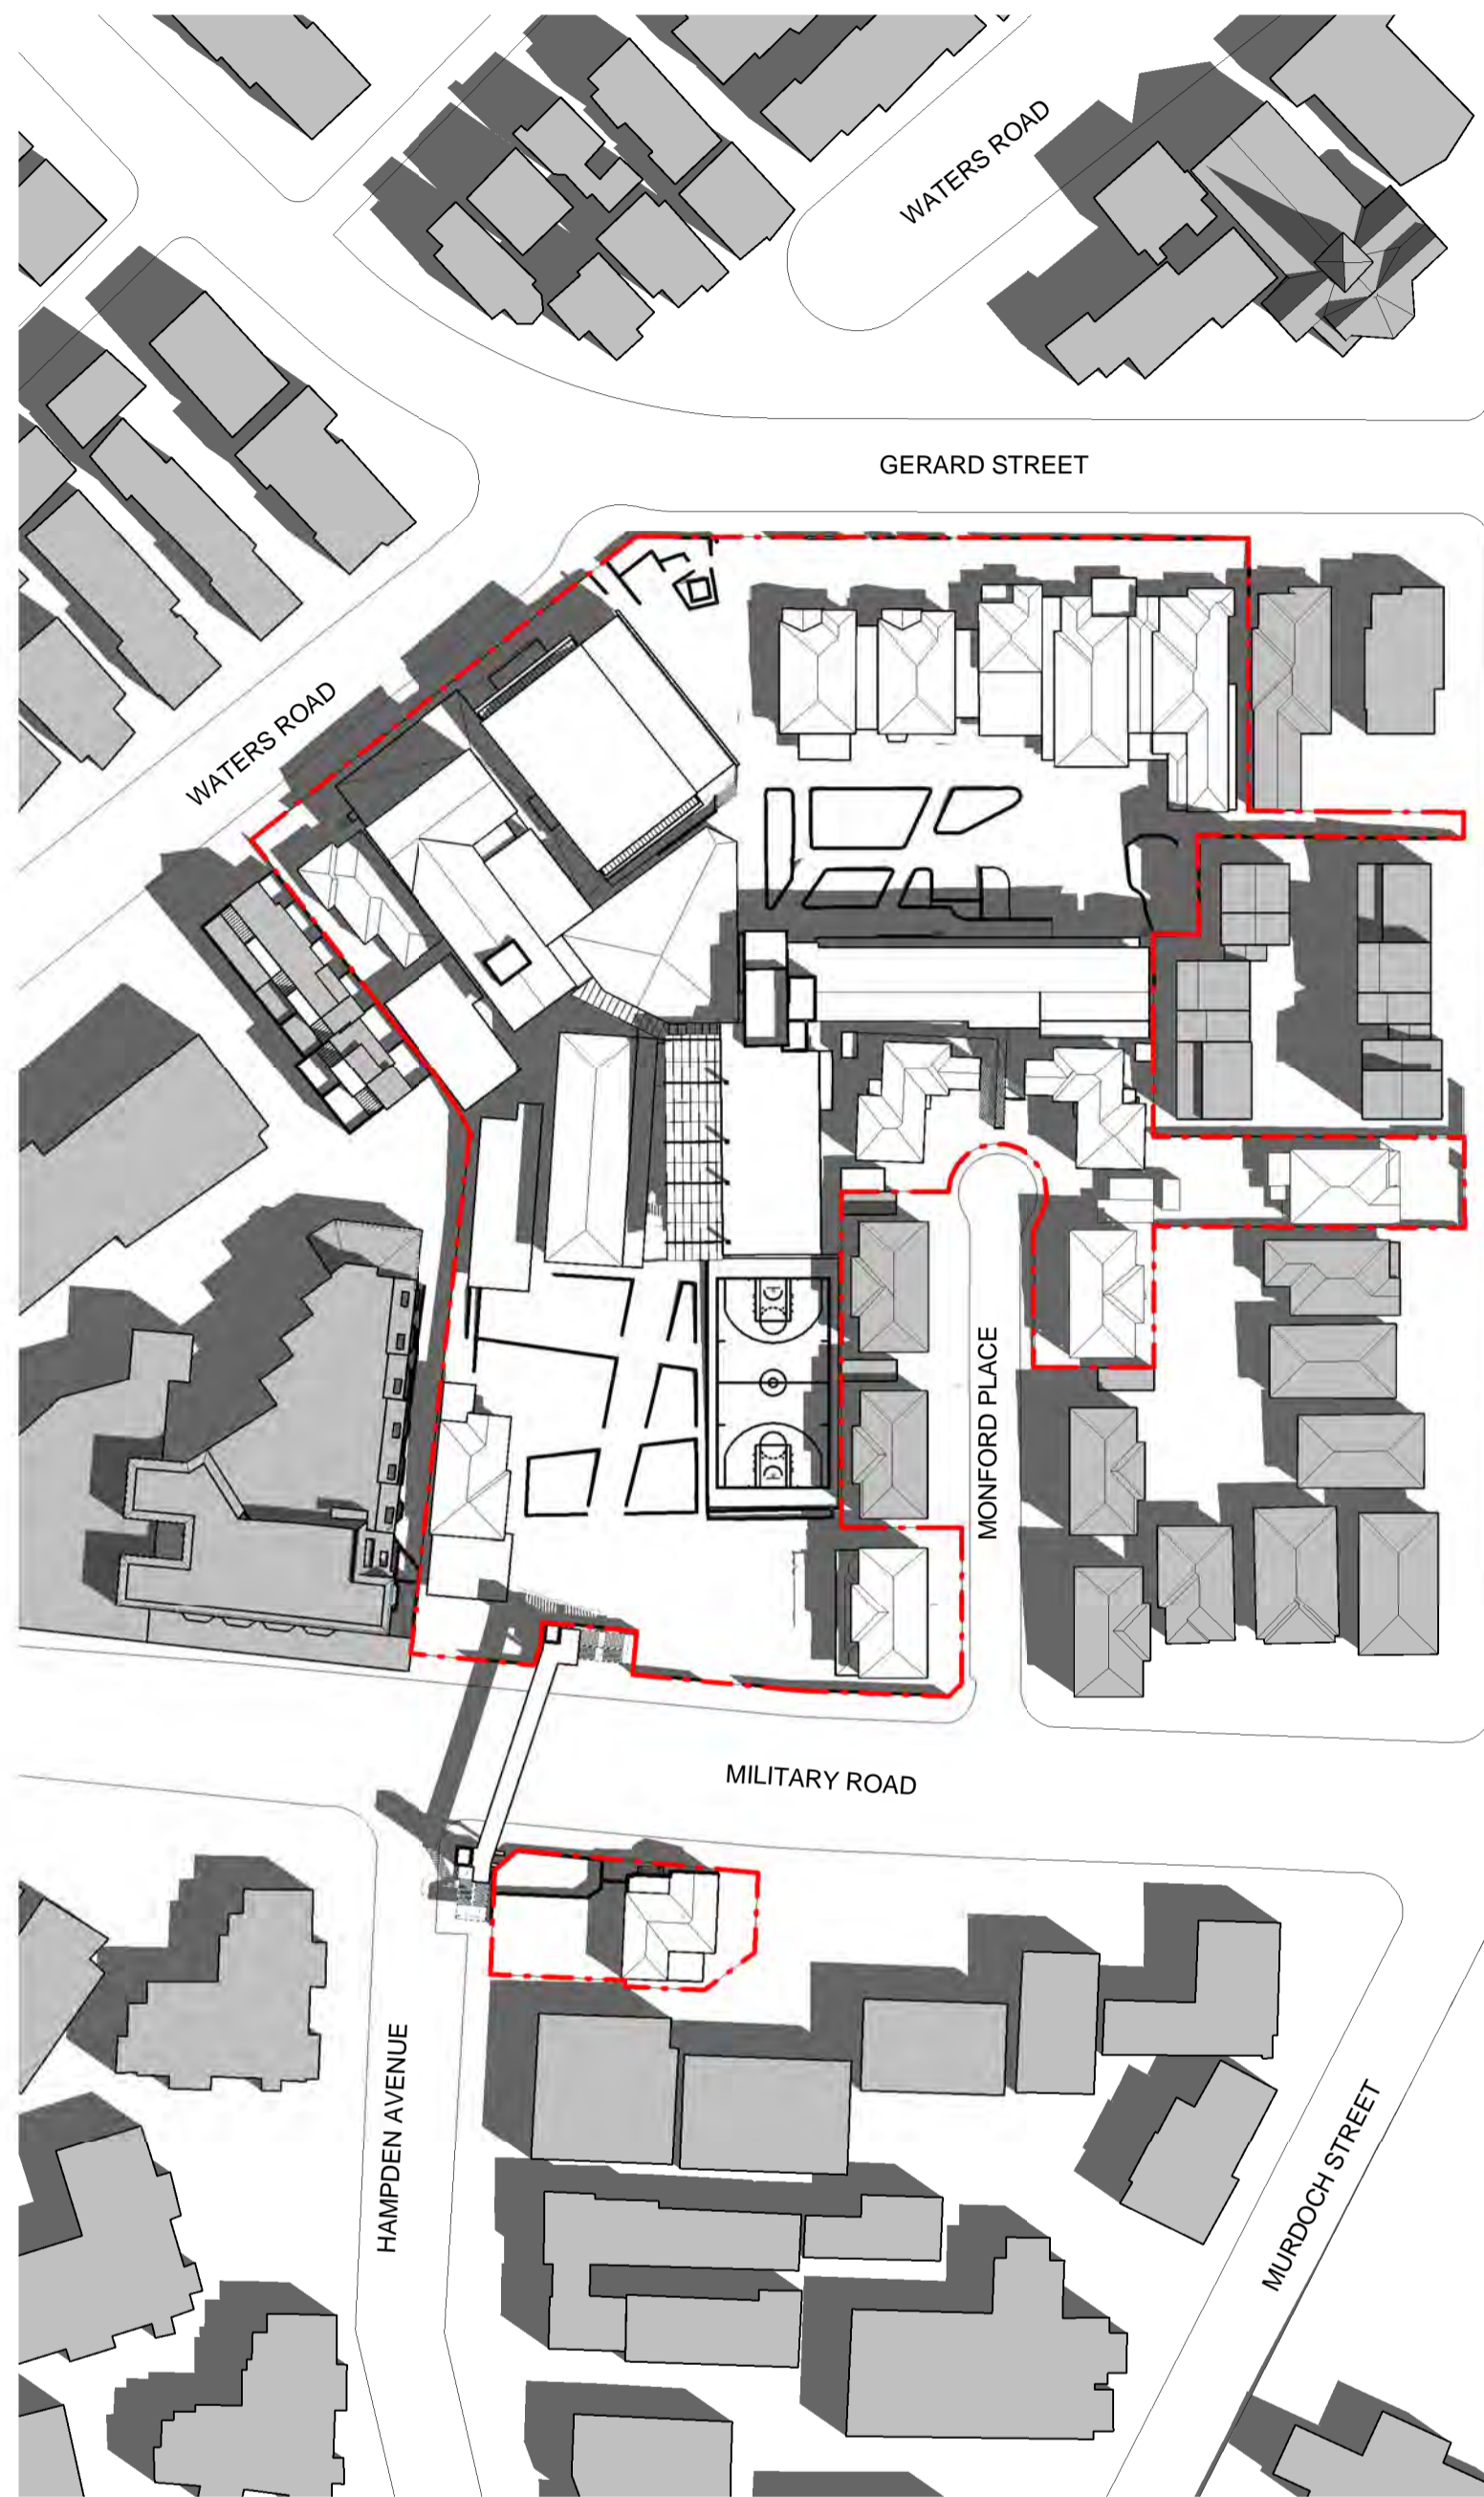 WATERS ROAD
GERARD STREET
WATERS ROAD
MONFORD PLACE
MILITARY ROAD
HAMPDEN AVENUE
MURDOCH STREET